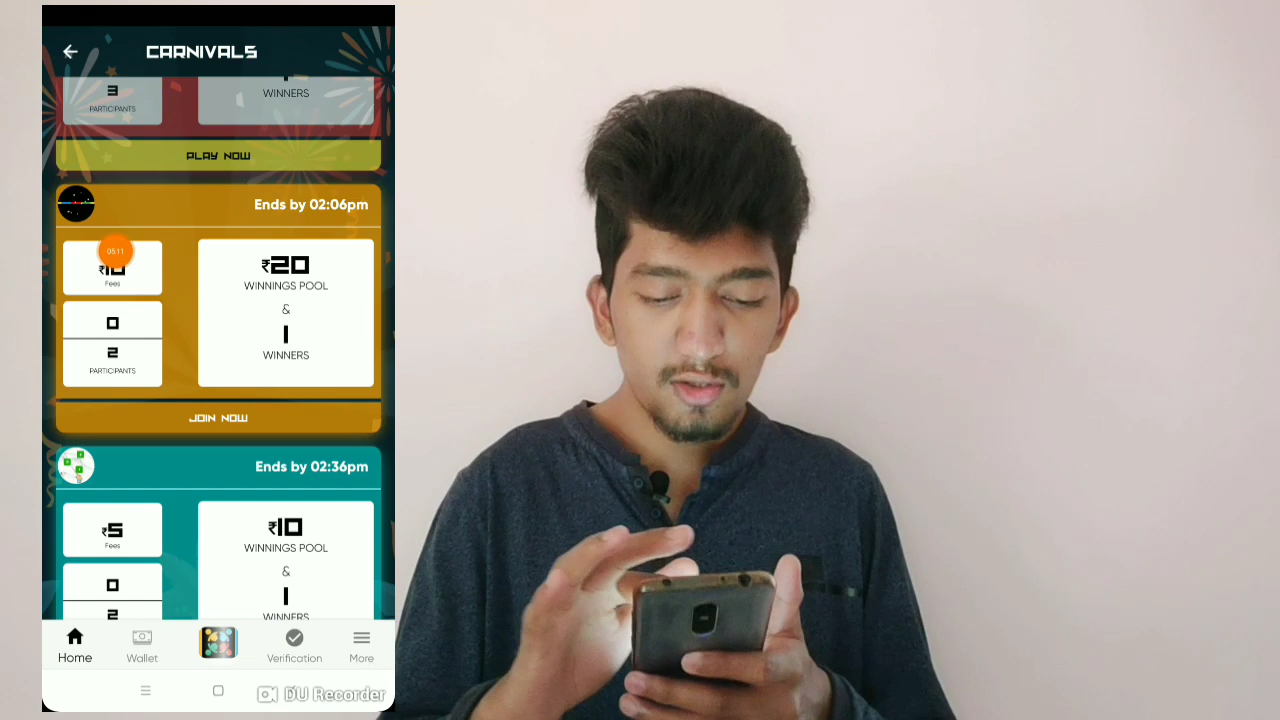 CARNIVALS
3
PARTICIPANTS
WINNERS
PLAY NOW
Ends by 02:06pm
05:11
₹10
Fees
₹20
WINNINGS POOL
&
1
WINNERS
0
2
PARTICIPANTS
JOIN NOW
Ends by 02:36pm
₹5
Fees
₹10
WINNINGS POOL
&
1
WINNERS
0
2
Home
Wallet
Verification
More
DU Recorder